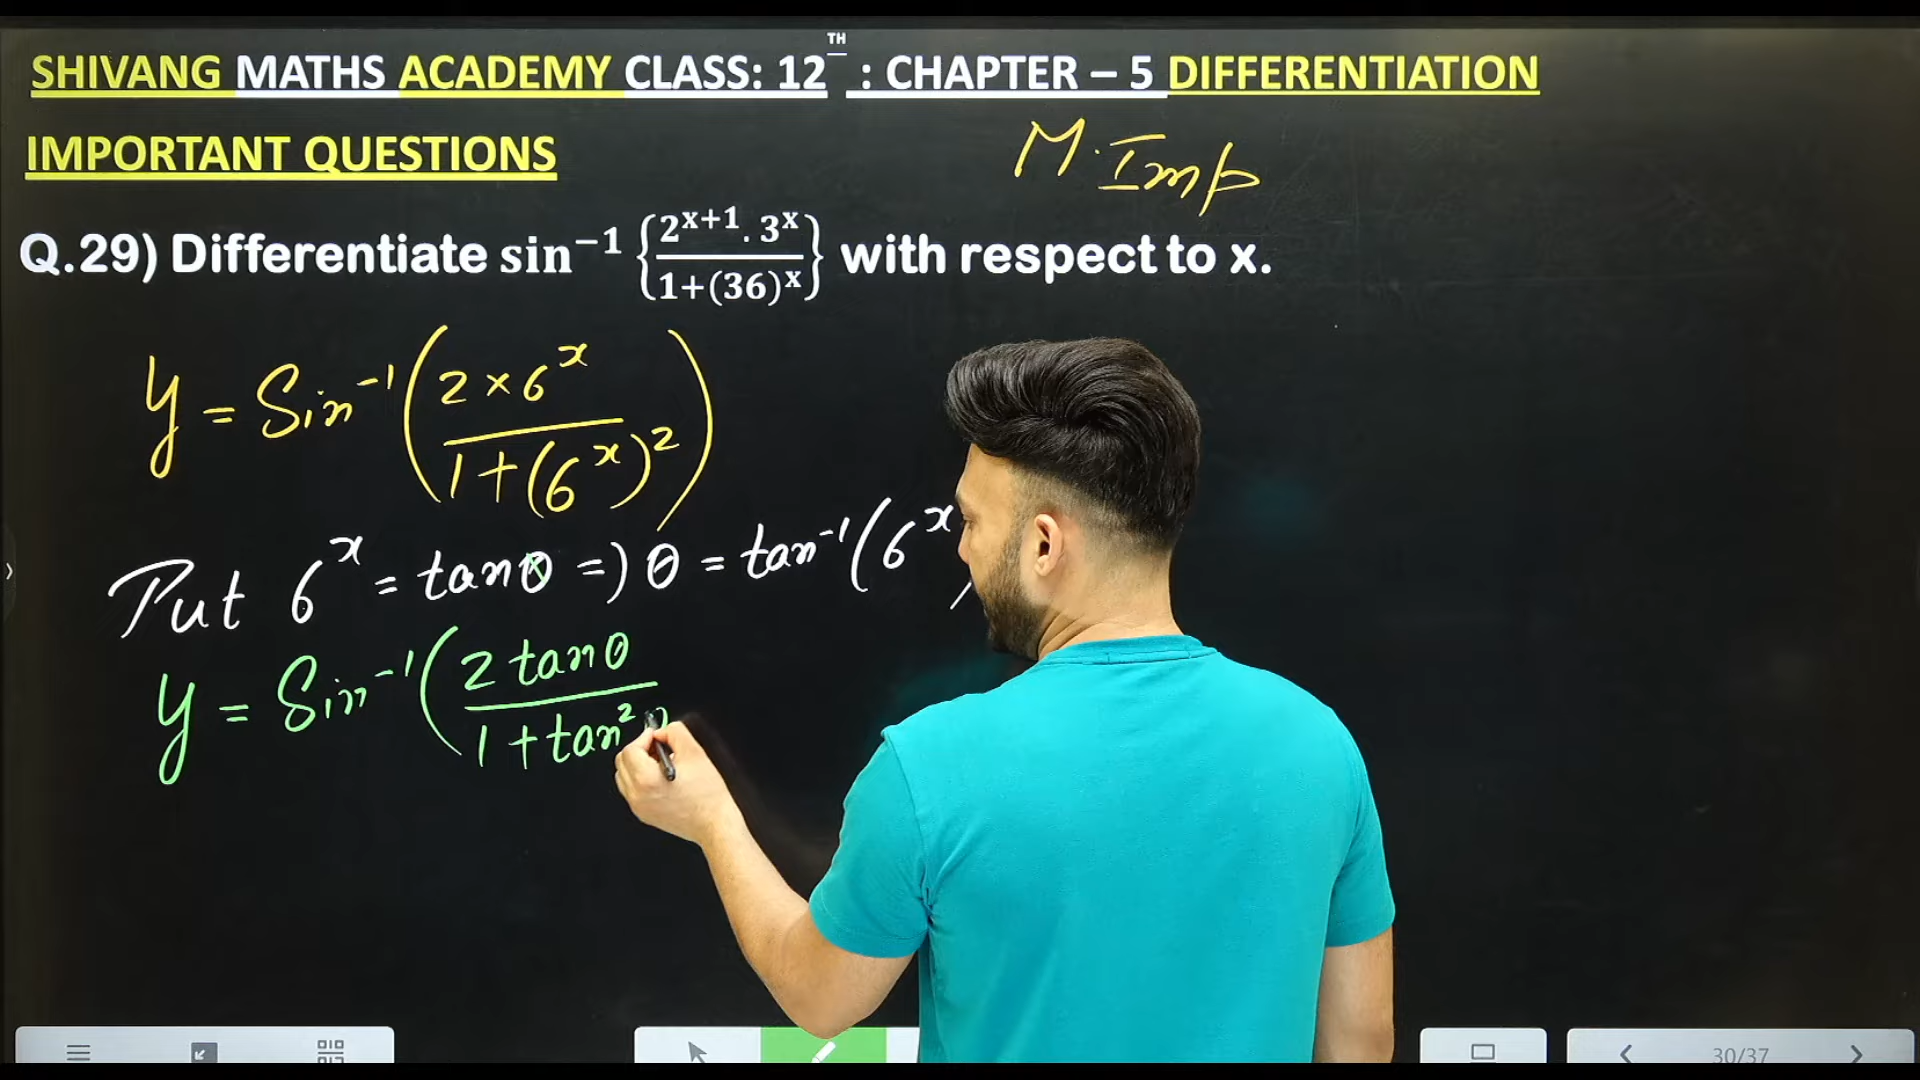 SHIVANG MATHS ACADEMY CLASS: 12TH : CHAPTER – 5 DIFFERENTIATION
IMPORTANT QUESTIONS
M. Imp
Q.29) Differentiate sin⁻¹ {2ˣ⁺¹. 3ˣ / 1+(36)ˣ} with respect to x.
y = Sin⁻¹(2×6ˣ / 1+(6ˣ)²)
Put 6ˣ = tanθ => θ = tan⁻¹(6ˣ)
y = Sin⁻¹(2 tanθ / 1+tan²θ
30/37